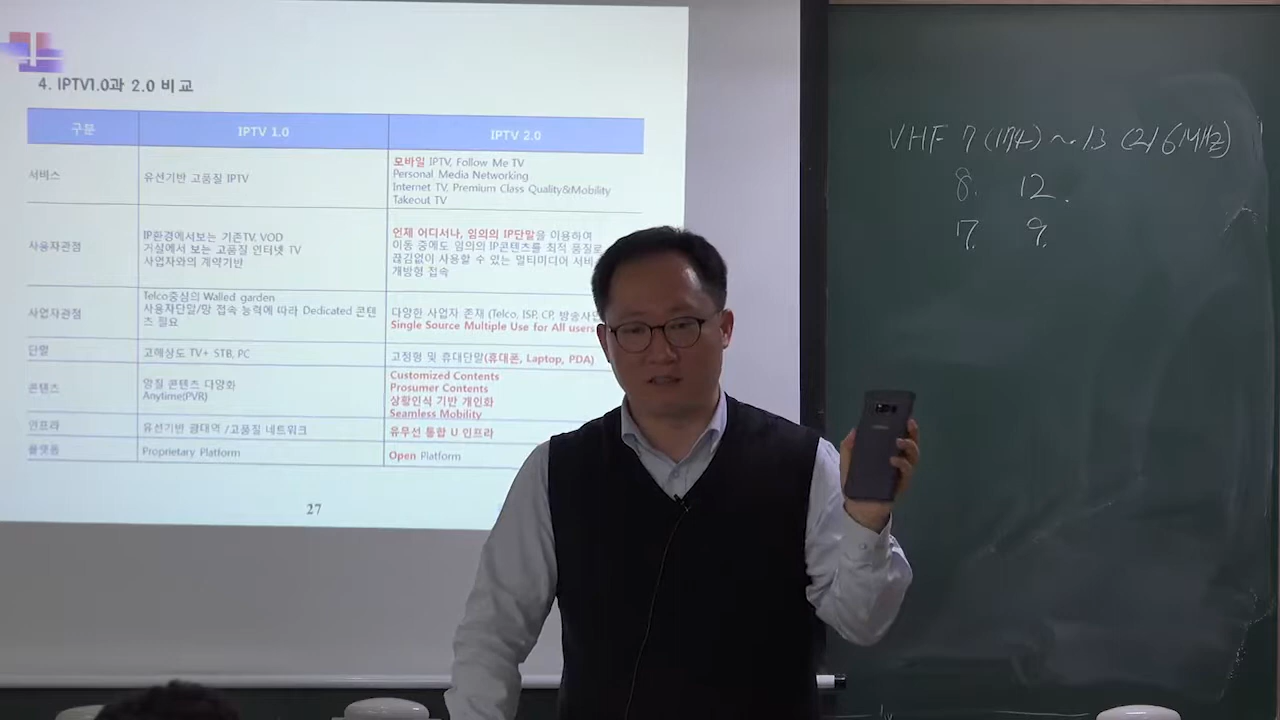 4. IPTV1.0과 2.0 비교
구분 IPTV 1.0 IPTV 2.0
서비스 유선기반 고품질 IPTV
모바일 IPTV, Follow Me TV
Personal Media Networking
Internet TV, Premium Class Quality&Mobility
Takeout TV
사용자관점
IP환경에서보는 기존TV, VOD
거실에서 보는 고품질 인터넷 TV
사업자와의 계약기반
언제 어디서나, 임의의 IP단말을 이용하여
이동 중에도 임의의 IP콘텐츠를 최적 품질로
끊김없이 사용할 수 있는 멀티미디어 서비
개방형 접속
사업자관점
Telco중심의 Walled garden
사용자단말/망 접속 능력에 따라 Dedicated 콘텐
츠 필요
다양한 사업자 존재 (Telco, ISP, CP, 방송사
Single Source Multiple Use for All users
단말 고해상도 TV+ STB, PC 고정형 및 휴대단말(휴대폰, Laptop, PDA)
콘텐츠
양질 콘텐츠 다양화
Anytime(PVR)
Customized Contents
Prosumer Contents
상황인식 기반 개인화
Seamless Mobility
인프라 유선기반 광대역 /고품질 네트워크 유무선 통합 U 인프라
플랫폼 Proprietary Platform Open Platform
27
VHF 7 (174) ~ 13 (216MHz)
8. 12.
7. 9.